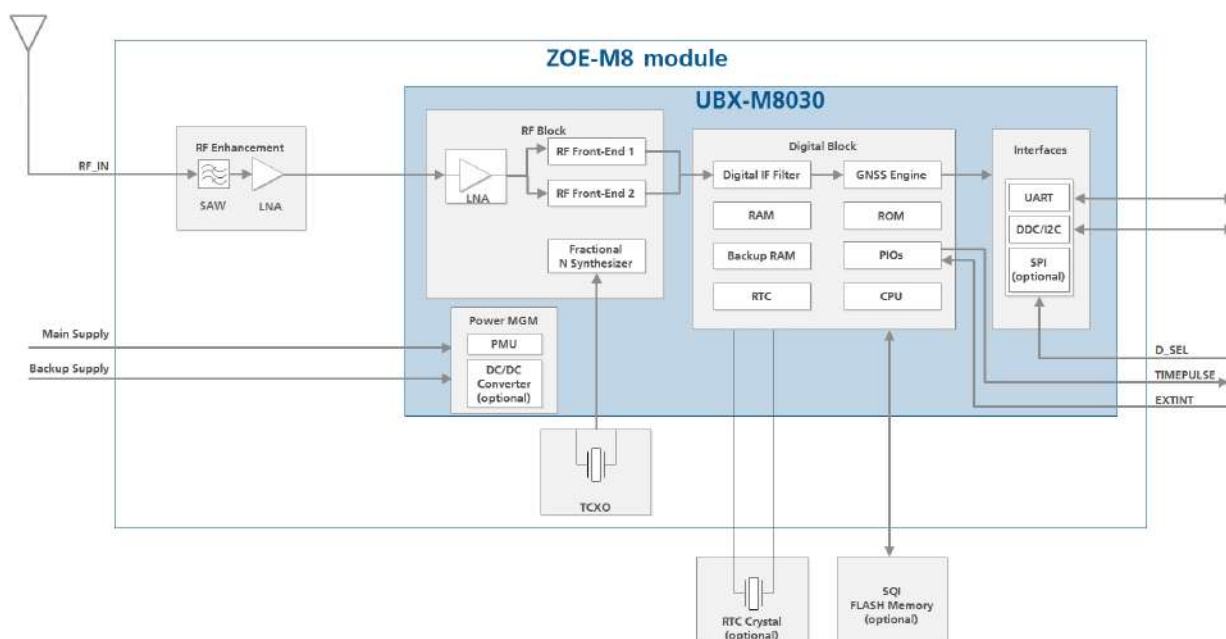 ZOE-M8 module
UBX-M8030
RF_IN
RF Enhancement
SAW
LNA
RF Block
LNA
RF Front-End 1
RF Front-End 2
Fractional
N Synthesizer
Digital Block
Digital IF Filter
GNSS Engine
RAM
ROM
Backup RAM
PIOs
RTC
CPU
Interfaces
UART
DDC/I2C
SPI
(optional)
Main Supply
Backup Supply
Power MGM
PMU
DC/DC
Converter
(optional)
D_SEL
TIMEPULSE
EXTINT
TCXO
RTC Crystal
(optional)
SQI
FLASH Memory
(optional)